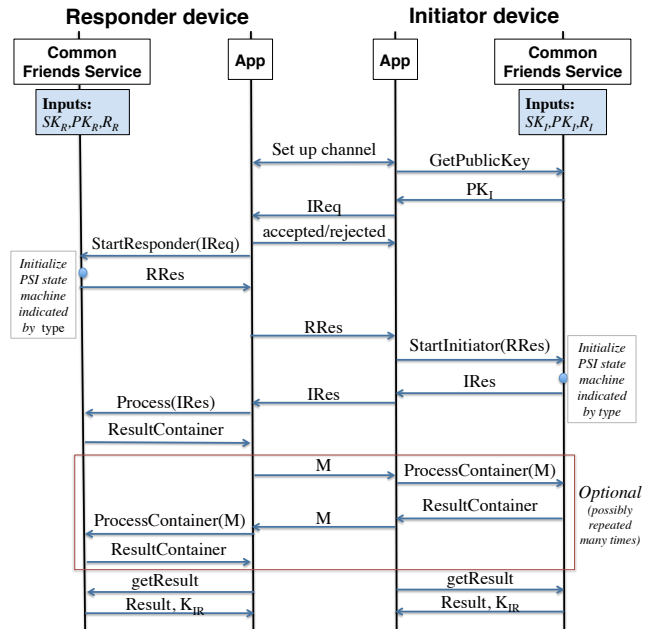 Responder device
Initiator device
Common
Friends Service
App
App
Common
Friends Service
Inputs:
SK_R,PK_R,R_R
Inputs:
SK_I,PK_I,R_I
Set up channel
GetPublicKey
PK_I
IReq
accepted/rejected
StartResponder(IReq)
Initialize
PSI state
machine
indicated
by type
RRes
RRes
StartInitiator(RRes)
Initialize
PSI state
machine
indicated
by type
IRes
IRes
Process(IRes)
ResultContainer
M
ProcessContainer(M)
Optional
(possibly
repeated
many times)
ResultContainer
M
ProcessContainer(M)
ResultContainer
getResult
getResult
Result, K_IR
Result, K_IR